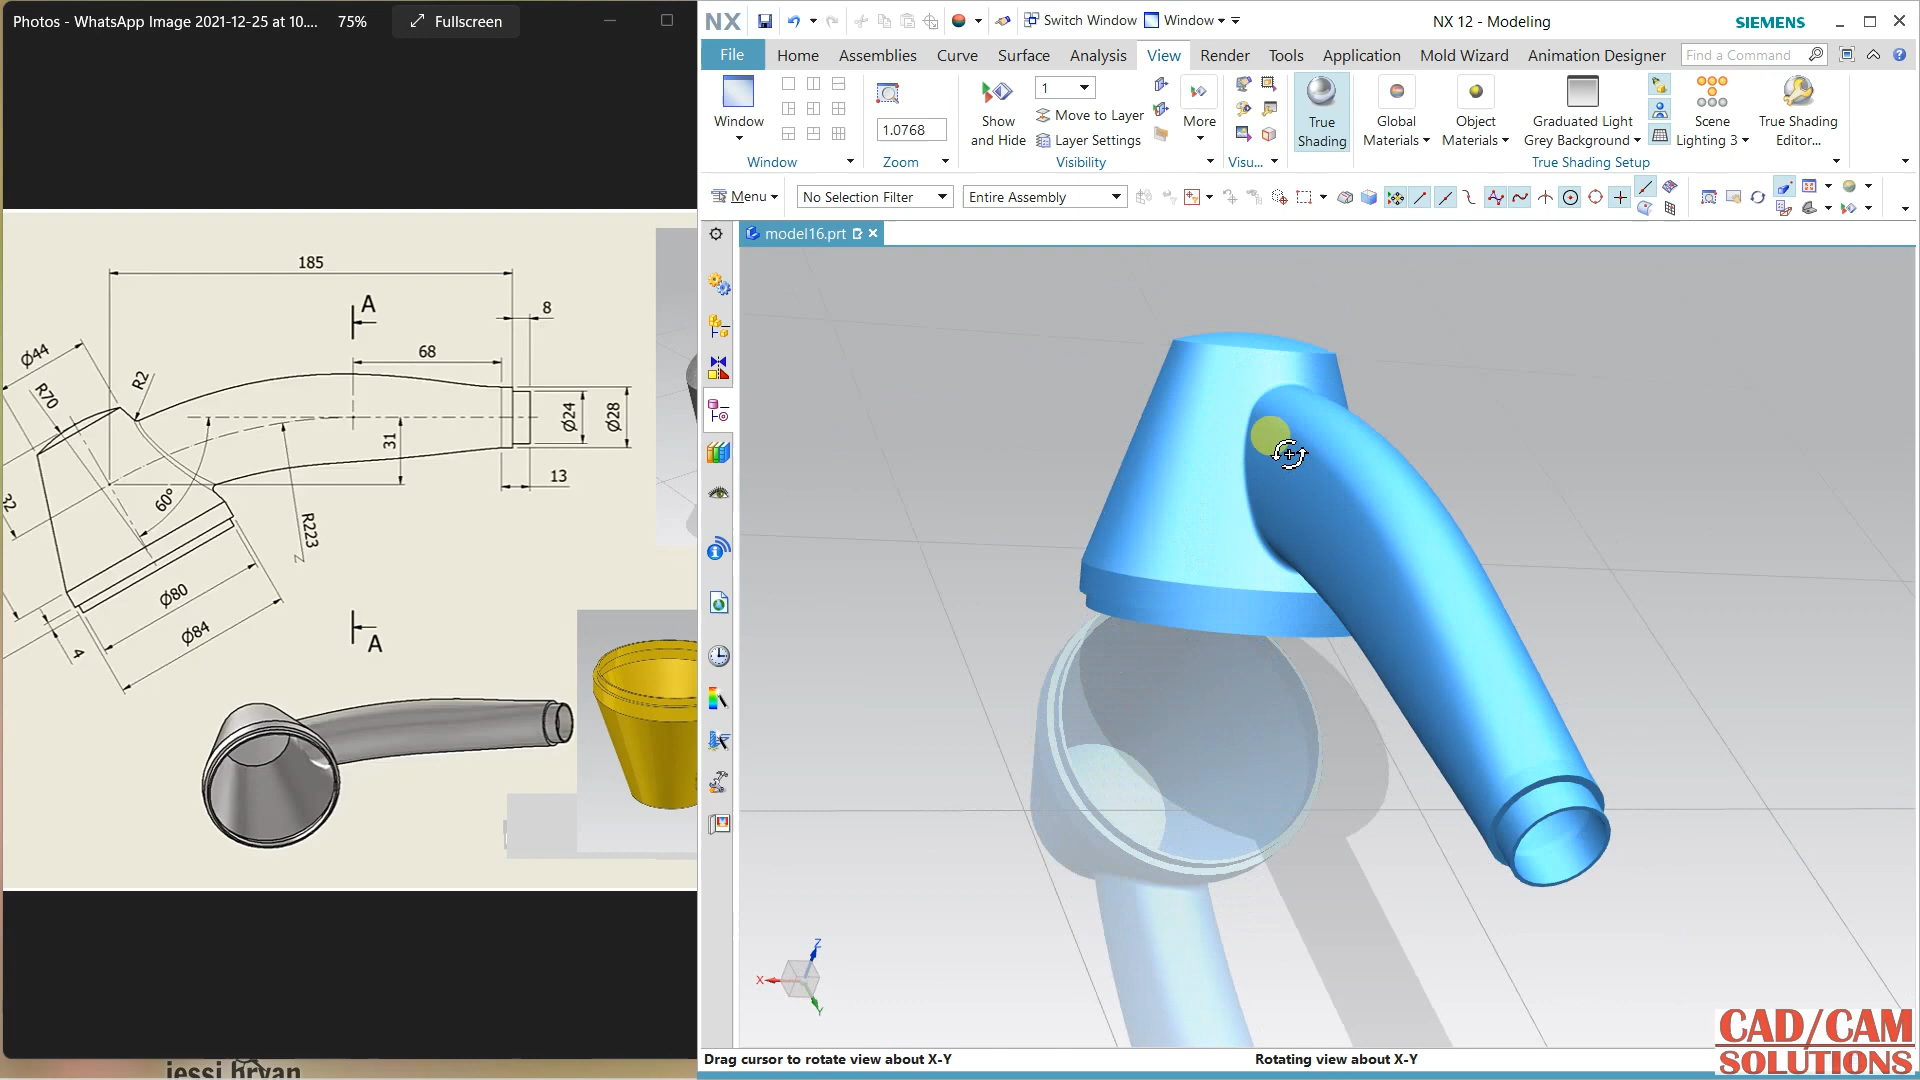 Photos - WhatsApp Image 2021-12-25 at 10....
75%
Fullscreen
NX
Switch Window
Window
NX 12 - Modeling
SIEMENS
File
Home
Assemblies
Curve
Surface
Analysis
View
Render
Tools
Application
Mold Wizard
Animation Designer
Find a Command
Window
1.0768
Show
and Hide
1
Move to Layer
Layer Settings
More
True
Shading
Global
Materials
Object
Materials
Graduated Light
Grey Background
Scene
Lighting 3
True Shading
Editor...
Window
Zoom
Visibility
Visu...
True Shading Setup
Menu
No Selection Filter
Entire Assembly
model16.prt
185
A
8
68
Ø44
R2
R70
Ø24
Ø28
31
13
60°
R223
32
Z
Ø80
Ø84
4
A
Z
X
Y
Drag cursor to rotate view about X-Y
Rotating view about X-Y
CAD/CAM
SOLUTIONS
jessi bryan